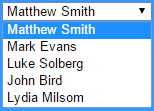 Matthew Smith
Matthew Smith
Mark Evans
Luke Solberg
John Bird
Lydia Milsom